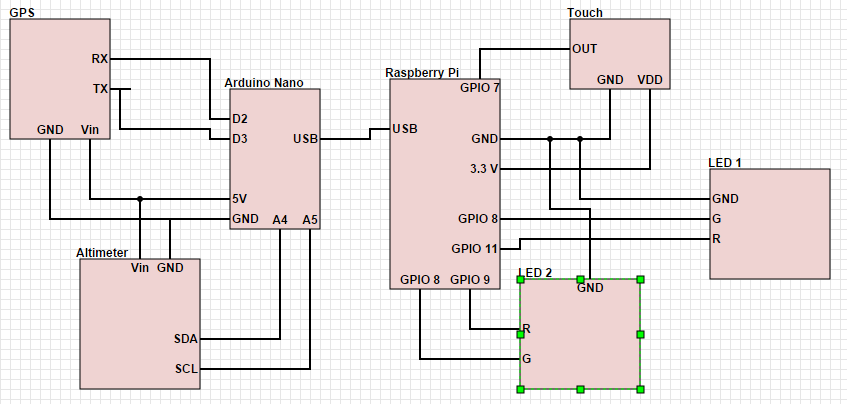 GPS
RX
TX
GND Vin
Arduino Nano
D2
D3
USB
5V
GND A4 A5
Altimeter
Vin GND
SDA
SCL
Raspberry Pi
GPIO 7
USB
GND
3.3 V
GPIO 8
GPIO 11
GPIO 8 GPIO 9
Touch
OUT
GND VDD
LED 1
GND
G
R
LED 2
GND
R
G